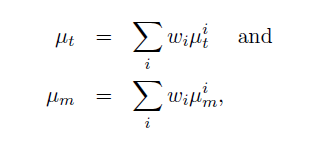 μ_t = ∑_i w_i μ_t^i and
μ_m = ∑_i w_i μ_m^i,